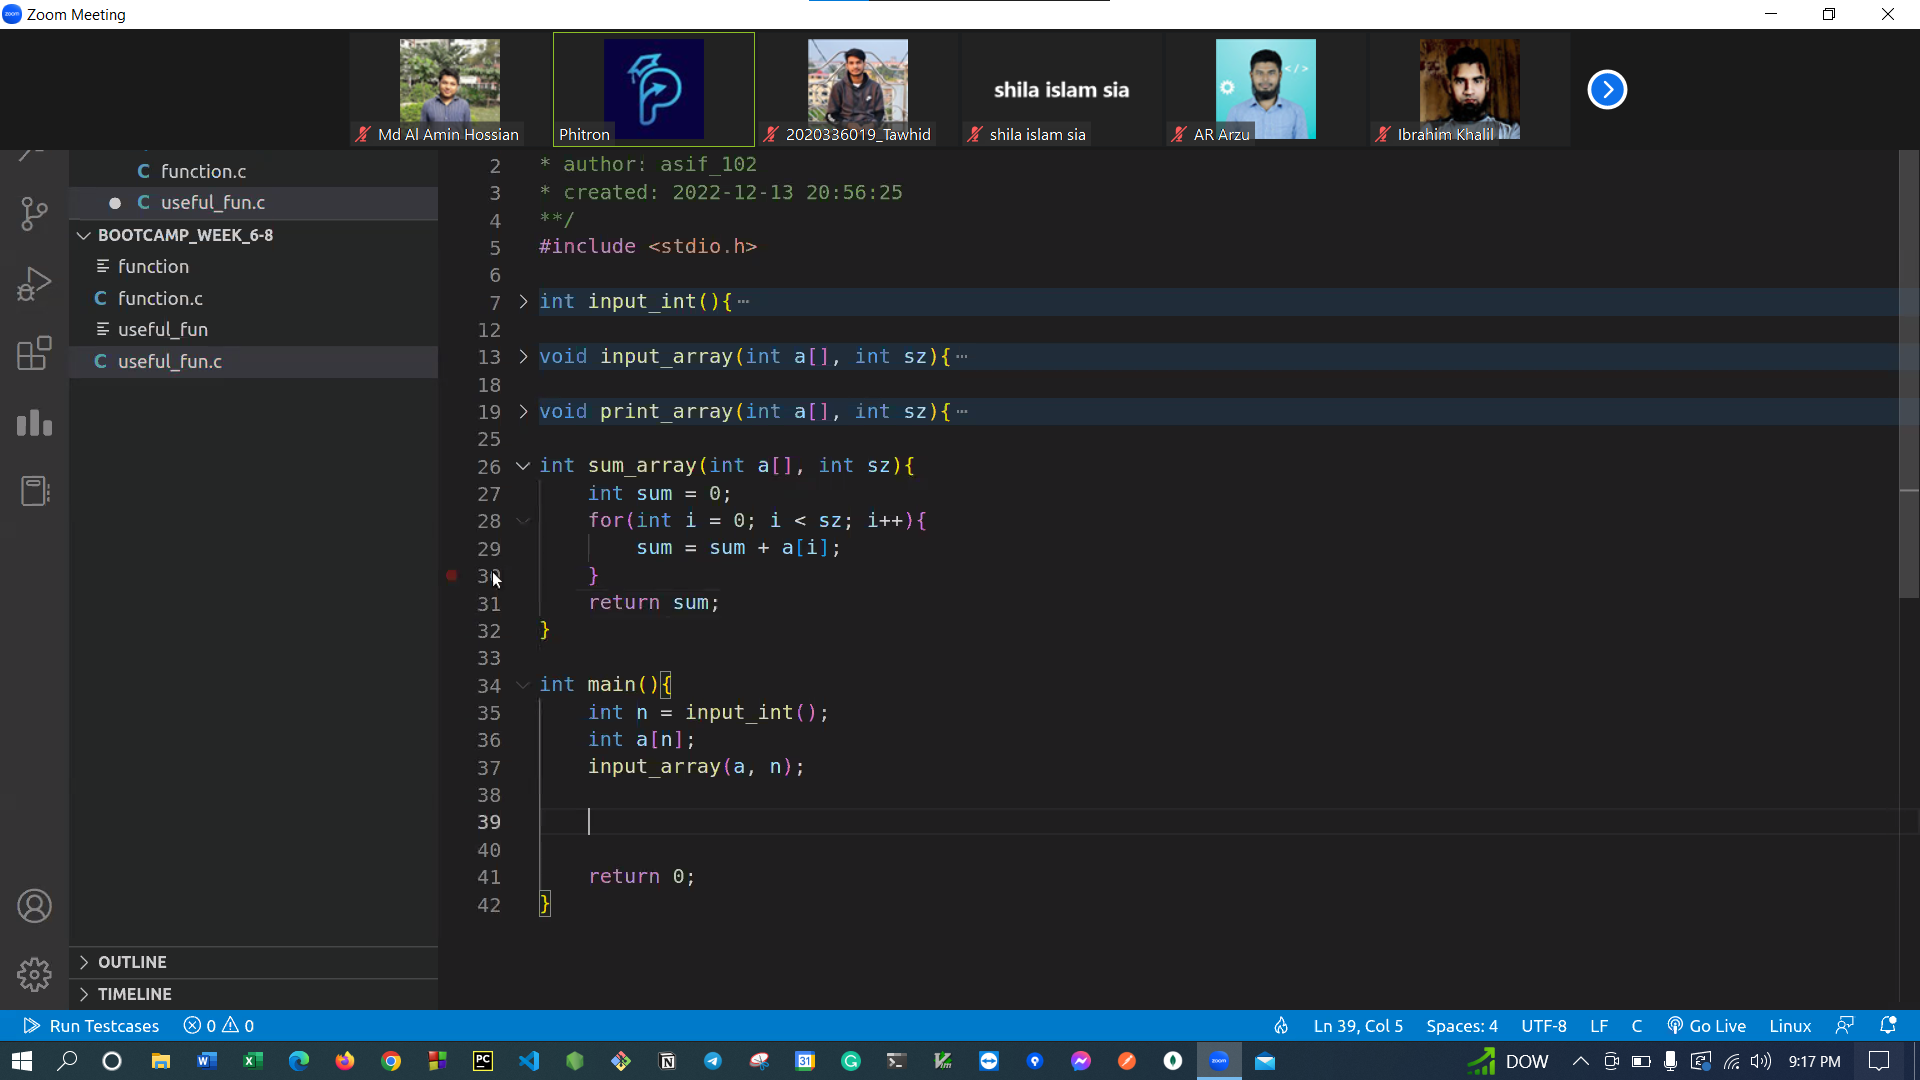 Zoom Meeting
shila islam sia
Md Al Amin Hossian
Phitron
2020336019_Tawhid
shila islam sia
AR Arzu
Ibrahim Khalil
C function.c
C useful_fun.c
BOOTCAMP_WEEK_6-8
function
C function.c
useful_fun
C useful_fun.c
OUTLINE
TIMELINE
2 * author: asif_102
3 * created: 2022-12-13 20:56:25
4 **/
5 #include <stdio.h>
6
7 int input_int(){ ⋯
12
13 void input_array(int a[], int sz){ ⋯
18
19 void print_array(int a[], int sz){ ⋯
25
26 int sum_array(int a[], int sz){
27 int sum = 0;
28 for(int i = 0; i < sz; i++){
29 sum = sum + a[i];
30 }
31 return sum;
32 }
33
34 int main(){
35 int n = input_int();
36 int a[n];
37 input_array(a, n);
38
39
40
41 return 0;
42 }
Run Testcases 0 0 Ln 39, Col 5 Spaces: 4 UTF-8 LF C Go Live Linux
DOW 9:17 PM